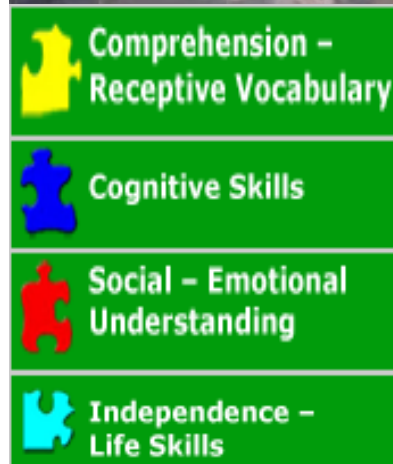 Comprehension –
Receptive Vocabulary
Cognitive Skills
Social – Emotional
Understanding
Independence –
Life Skills